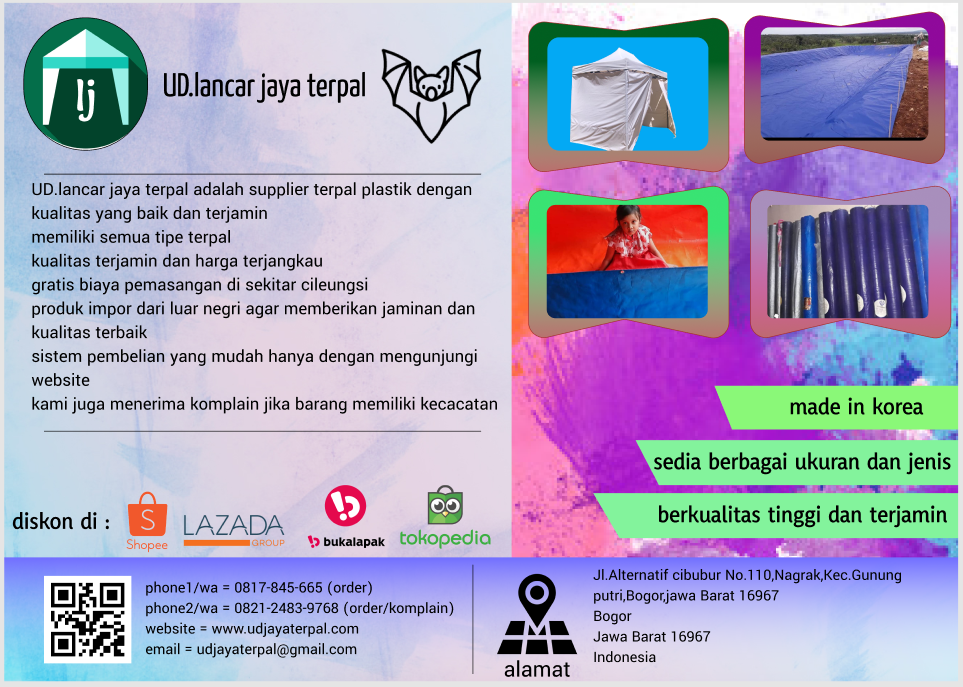 lj
UD.lancar jaya terpal
UD.lancar jaya terpal adalah supplier terpal plastik dengan
kualitas yang baik dan terjamin
memiliki semua tipe terpal
kualitas terjamin dan harga terjangkau
gratis biaya pemasangan di sekitar cileungsi
produk impor dari luar negri agar memberikan jaminan dan
kualitas terbaik
sistem pembelian yang mudah hanya dengan mengunjungi
website
kami juga menerima komplain jika barang memiliki kecacatan
made in korea
sedia berbagai ukuran dan jenis
berkualitas tinggi dan terjamin
diskon di :
S
Shopee
LAZADA
GROUP
bukalapak
tokopedia
phone1/wa = 0817-845-665 (order)
phone2/wa = 0821-2483-9768 (order/komplain)
website = www.udjayaterpal.com
email = udjayaterpal@gmail.com
alamat
Jl.Alternatif cibubur No.110,Nagrak,Kec.Gunung
putri,Bogor,jawa Barat 16967
Bogor
Jawa Barat 16967
Indonesia